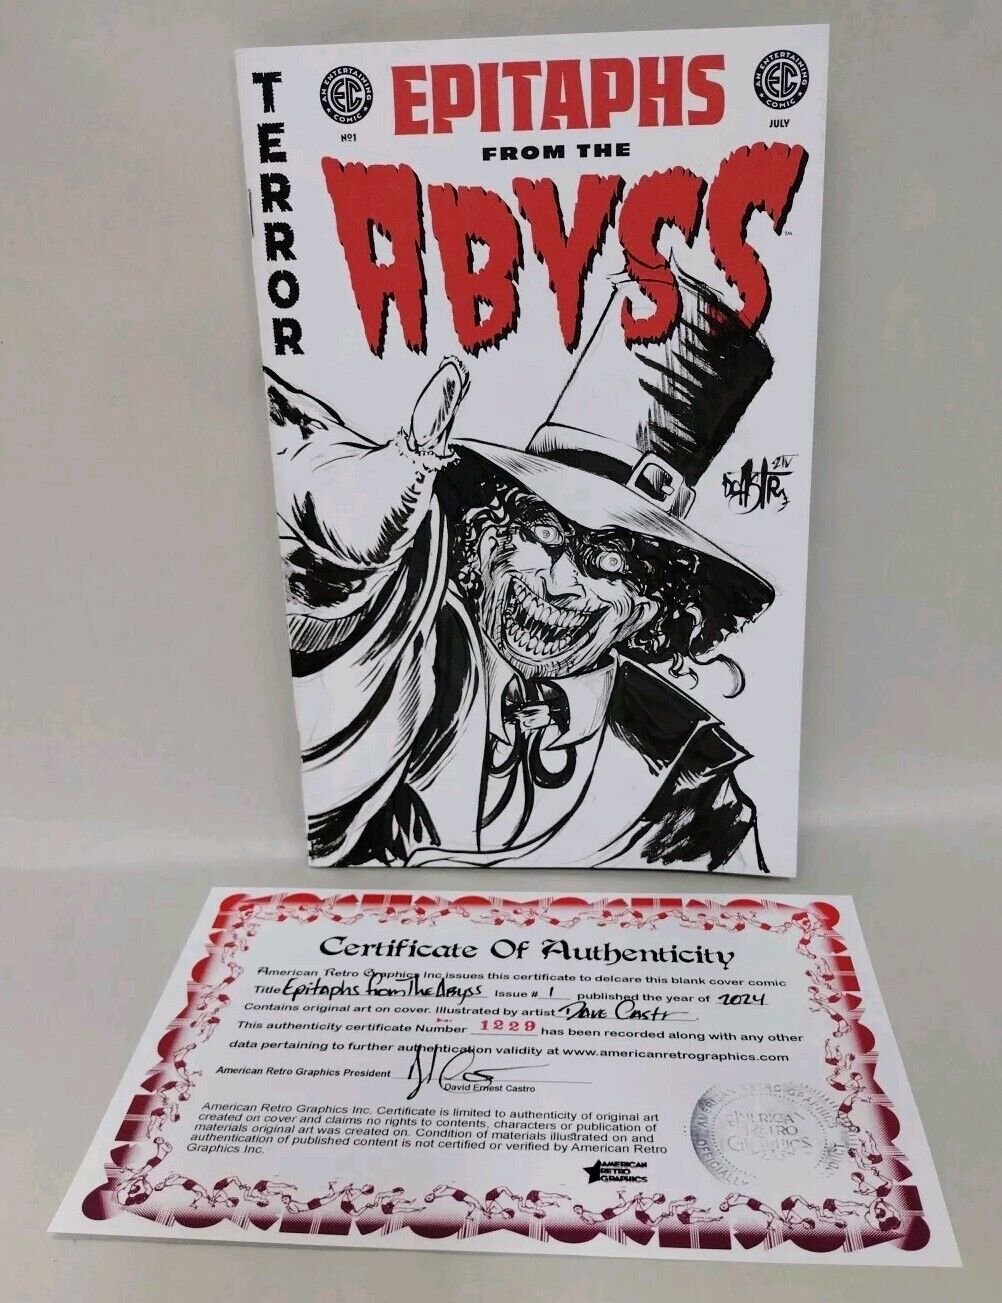 TERROR
AN ENTERTAINING
EC
COMIC
Nº1
EPITAPHS
FROM THE
ABYSS
TM
AN ENTERTAINING
EC
COMIC
JULY
Certificate Of Authenticity
American Retro Graphics Inc issues this certificate to delcare this blank cover comic
Title Epitaphs from The Abyss Issue # 1 published the year of 2024
Contains original art on cover. Illustrated by artist Dave Castr.
This authenticity certificate Number 1229 has been recorded along with any other
data pertaining to further authentication validity at www.americanretrographics.com
American Retro Graphics President
David Ernest Castro
American Retro Graphics Inc. Certificate is limited to authenticity of original art
created on cover and claims no rights to contents, characters or publication of
materials original art was created on. Condition of materials illustrated on and
authentication of published content is not certified or verified by American Retro
Graphics Inc.
AMERICAN
RETRO
GRAPHICS
AMERICAN
RETRO
GRAPHICS